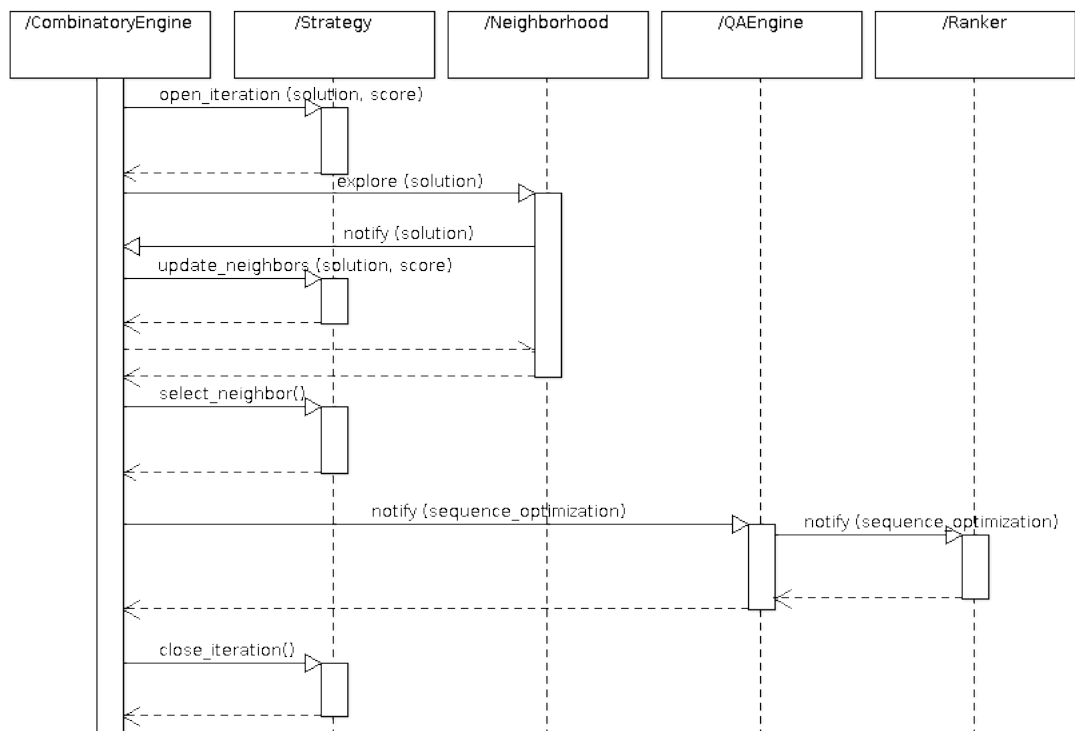 /CombinatoryEngine
/Strategy
/Neighborhood
/QAEngine
/Ranker
open_iteration (solution, score)
explore (solution)
notify (solution)
update_neighbors (solution, score)
select_neighbor()
notify (sequence_optimization)
notify (sequence_optimization)
close_iteration()